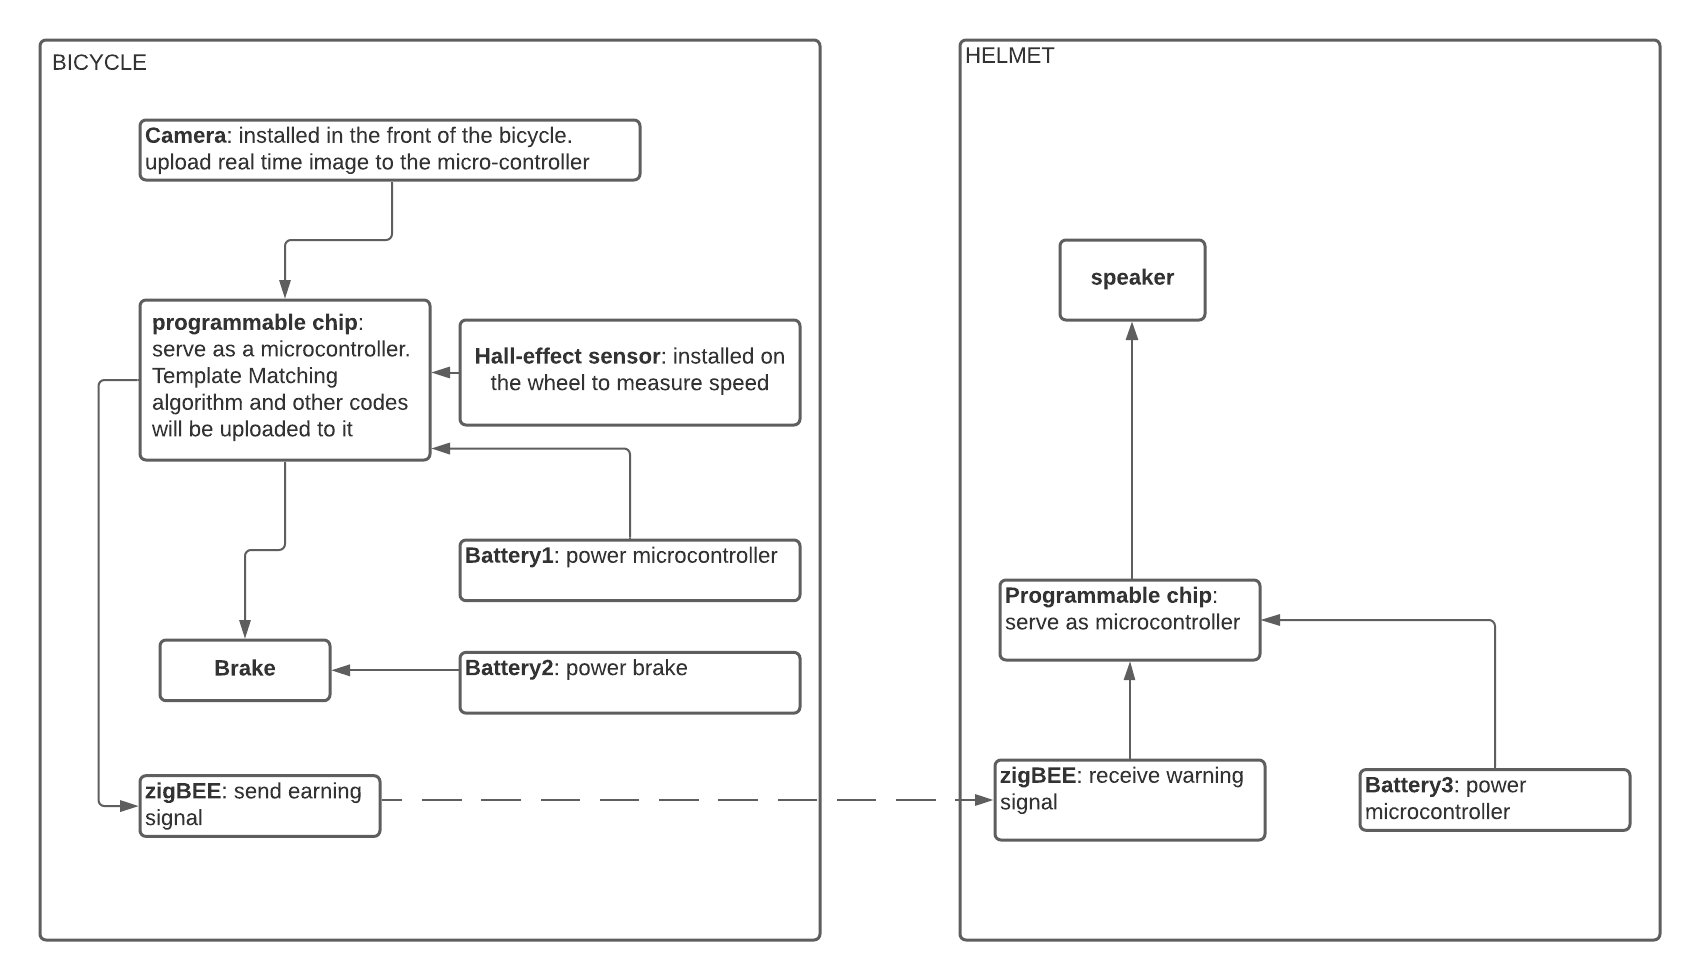 BICYCLE
Camera: installed in the front of the bicycle.
upload real time image to the micro-controller
programmable chip:
serve as a microcontroller.
Template Matching
algorithm and other codes
will be uploaded to it
Hall-effect sensor: installed on
the wheel to measure speed
Battery1: power microcontroller
Brake
Battery2: power brake
zigBEE: send earning
signal
HELMET
speaker
Programmable chip:
serve as microcontroller
zigBEE: receive warning
signal
Battery3: power
microcontroller